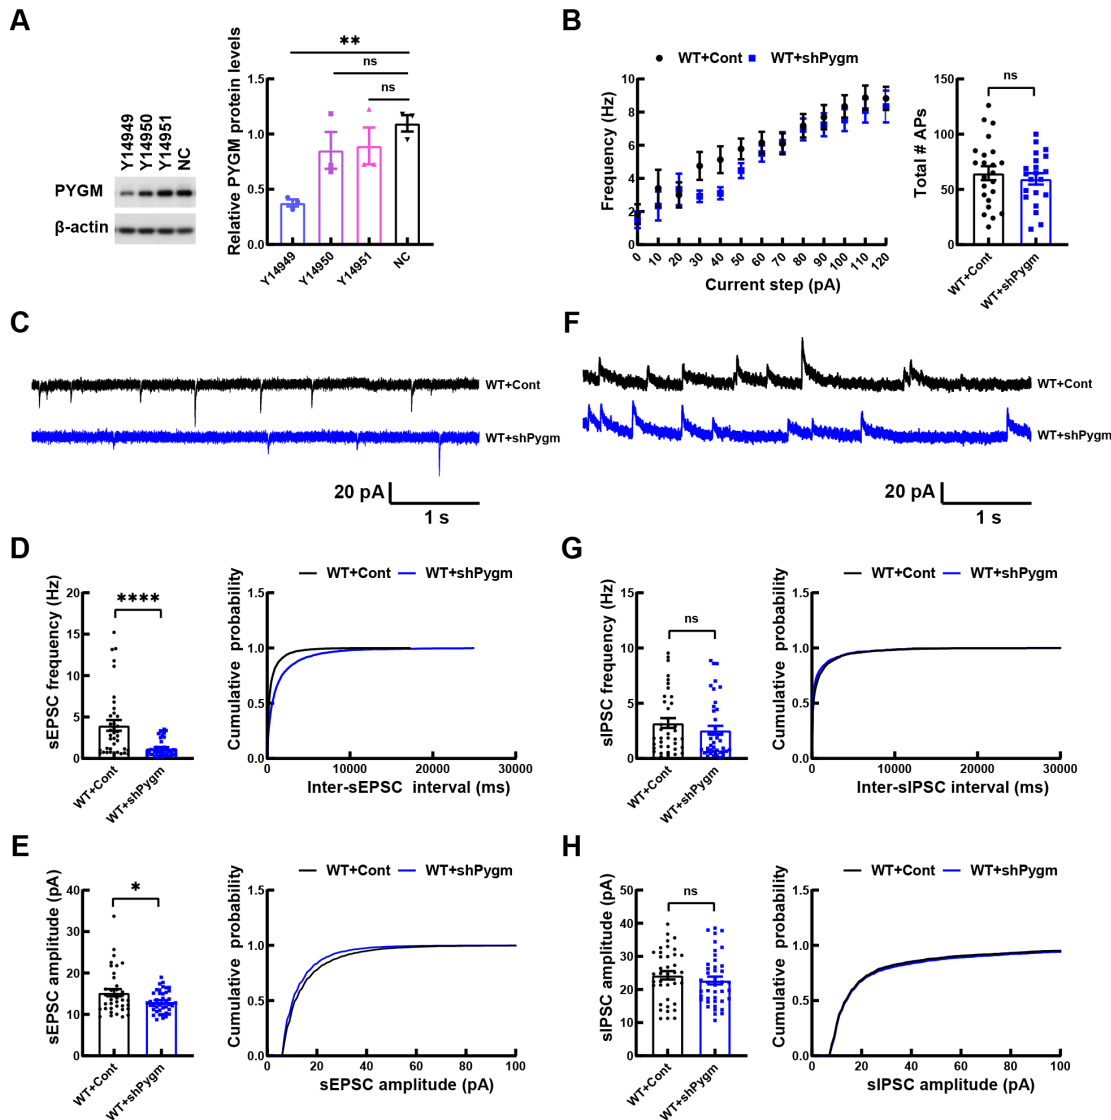 A
Relative PYGM protein levels
**
ns
ns
1.5
1.0
0.5
0.0
Y14949
Y14950
Y14951
NC
PYGM
β-actin
Y14949
Y14950
Y14951
NC
B
WT+Cont
WT+shPygm
Frequency (Hz)
10
8
6
4
2
0
0
10
20
30
40
50
60
70
80
90
100
110
120
Current step (pA)
Total # APs
ns
150
100
50
0
WT+Cont
WT+shPygm
C
WT+Cont
WT+shPygm
20 pA
1 s
F
WT+Cont
WT+shPygm
20 pA
1 s
D
sEPSC frequency (Hz)
20
15
10
5
0
****
WT+Cont
WT+shPygm
Cumulative probability
WT+Cont
WT+shPygm
1.5
1.0
0.5
0.0
0
10000
20000
30000
Inter-sEPSC interval (ms)
G
sIPSC frequency (Hz)
15
10
5
0
ns
WT+Cont
WT+shPygm
Cumulative probability
WT+Cont
WT+shPygm
1.5
1.0
0.5
0.0
0
10000
20000
30000
Inter-sIPSC interval (ms)
E
sEPSC amplitude (pA)
40
30
20
10
0
*
WT+Cont
WT+shPygm
Cumulative probability
WT+Cont
WT+shPygm
1.5
1.0
0.5
0.0
0
20
40
60
80
100
sEPSC amplitude (pA)
H
sIPSC amplitude (pA)
50
40
30
20
10
0
ns
WT+Cont
WT+shPygm
Cumulative probability
WT+Cont
WT+shPygm
1.5
1.0
0.5
0.0
0
20
40
60
80
100
sIPSC amplitude (pA)